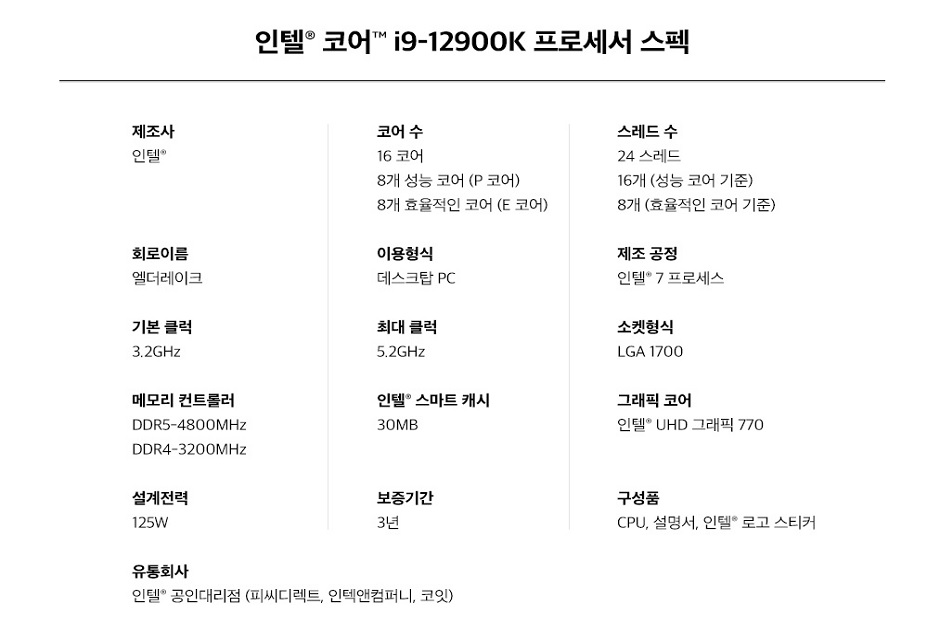 인텔® 코어™ i9-12900K 프로세서 스펙
제조사
인텔®
코어 수
16 코어
8개 성능 코어 (P 코어)
8개 효율적인 코어 (E 코어)
스레드 수
24 스레드
16개 (성능 코어 기준)
8개 (효율적인 코어 기준)
회로이름
엘더레이크
이용형식
데스크탑 PC
제조 공정
인텔® 7 프로세스
기본 클럭
3.2GHz
최대 클럭
5.2GHz
소켓형식
LGA 1700
메모리 컨트롤러
DDR5-4800MHz
DDR4-3200MHz
인텔® 스마트 캐시
30MB
그래픽 코어
인텔® UHD 그래픽 770
설계전력
125W
보증기간
3년
구성품
CPU, 설명서, 인텔® 로고 스티커
유통회사
인텔® 공인대리점 (피씨디렉트, 인텍앤컴퍼니, 코잇)